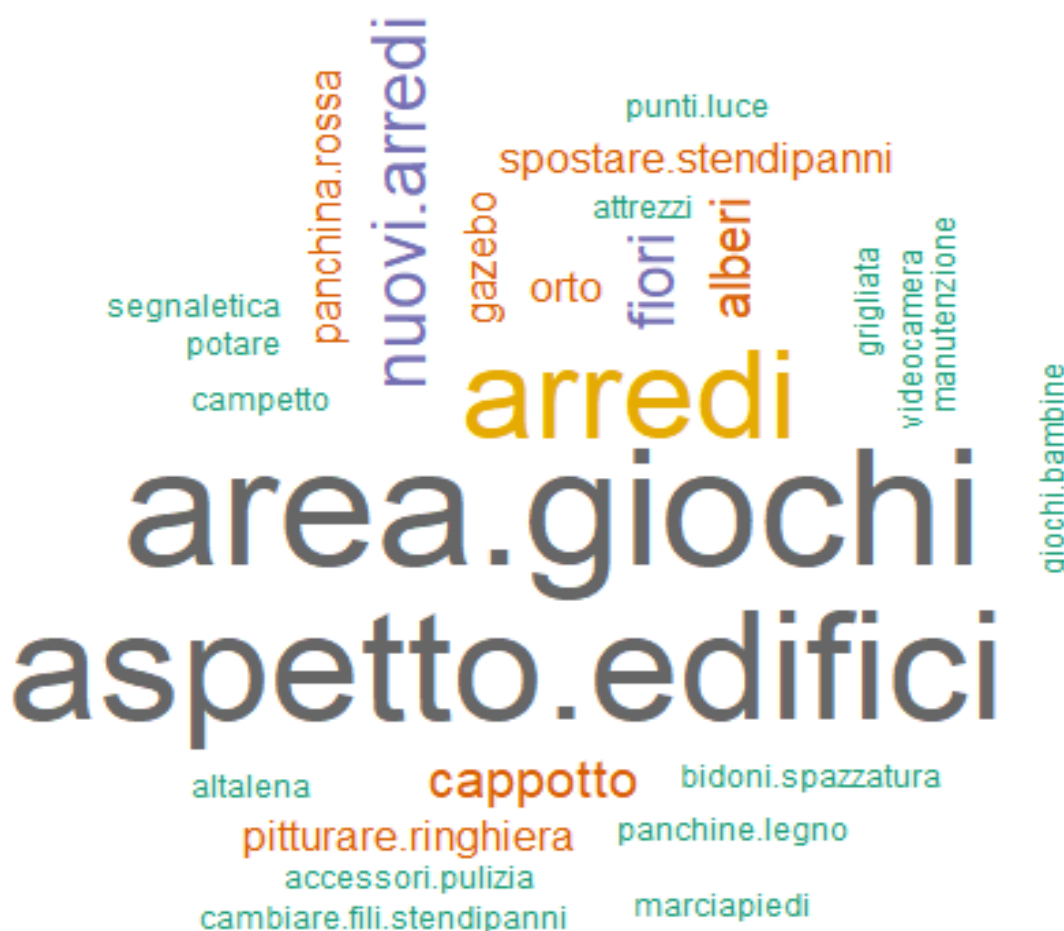 panchina.rossa
nuovi.arredi
punti.luce
spostare.stendipanni
gazebo
attrezzi
orto
fiori
alberi
segnaletica
potare
campetto
grigliata
videocamera
manutenzione
giochi.bambine
arredi
area.giochi
aspetto.edifici
altalena
cappotto
bidoni.spazzatura
pitturare.ringhiera
panchine.legno
accessori.pulizia
cambiare.fili.stendipanni
marciapiedi